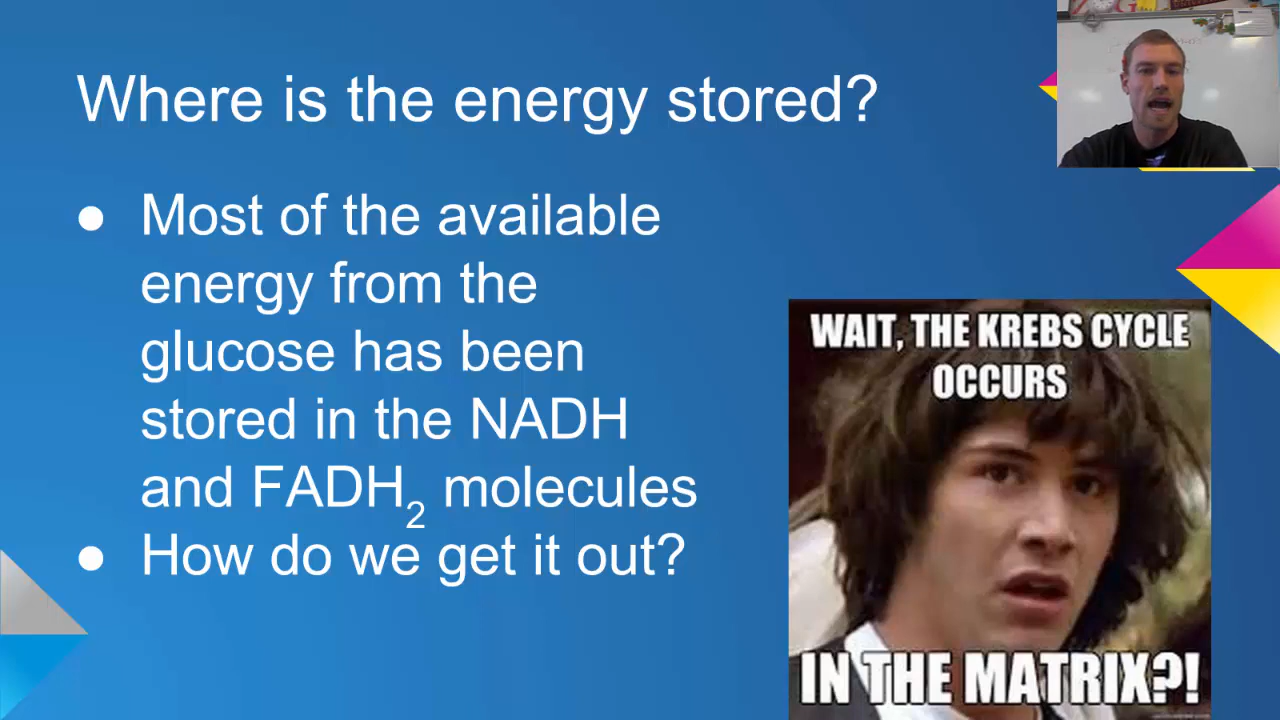 Where is the energy stored?
● Most of the available
energy from the
glucose has been
stored in the NADH
and FADH₂ molecules
● How do we get it out?
WAIT, THE KREBS CYCLE
OCCURS
IN THE MATRIX?!